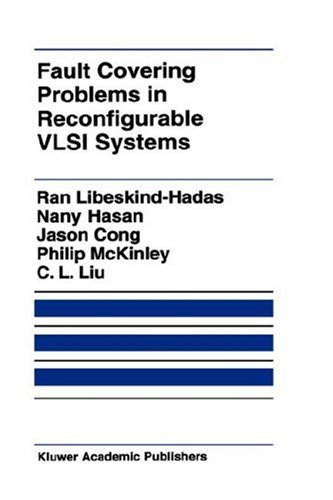 Fault Covering
Problems in
Reconfigurable
VLSI Systems
Ran Libeskind-Hadas
Nany Hasan
Jason Cong
Philip McKinley
C. L. Liu
Kluwer Academic Publishers